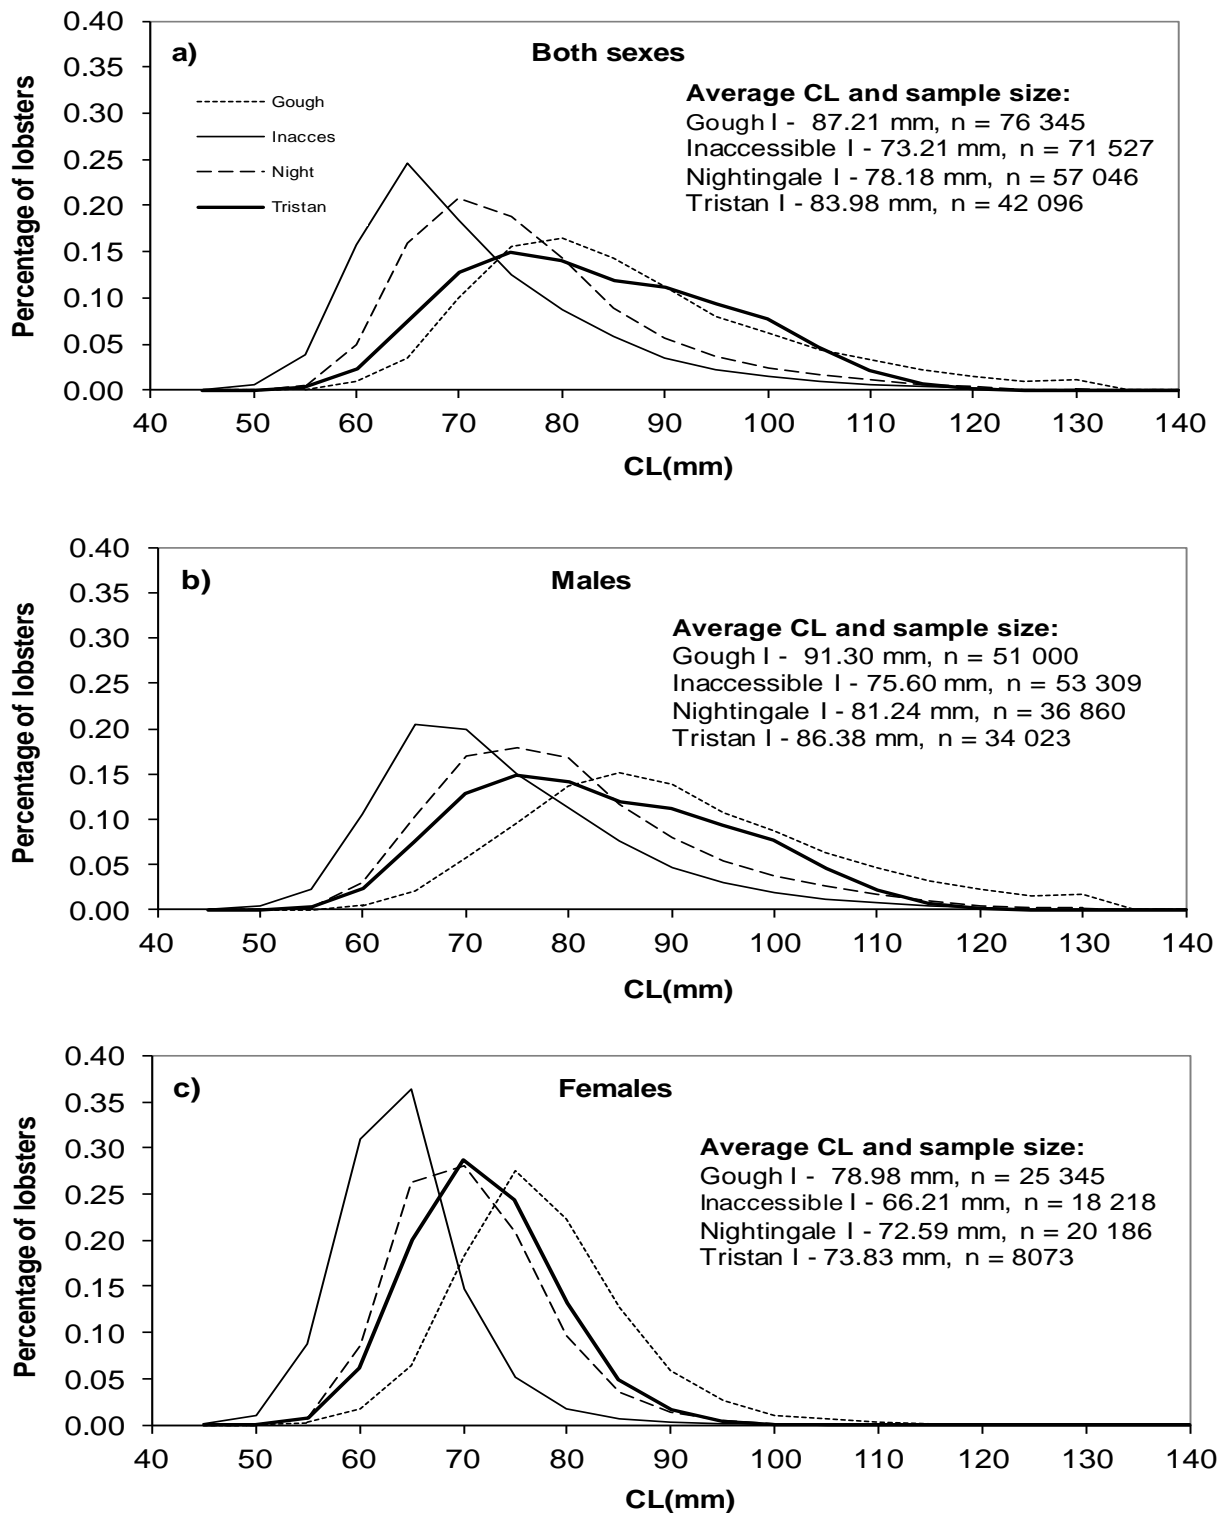 0.40
0.35
0.30
0.25
0.20
0.15
0.10
0.05
0.00
Percentage of lobsters
a)
Both sexes
Gough
Inacces
Night
Tristan
Average CL and sample size:
Gough I - 87.21 mm, n = 76 345
Inaccessible I - 73.21 mm, n = 71 527
Nightingale I - 78.18 mm, n = 57 046
Tristan I - 83.98 mm, n = 42 096
40 50 60 70 80 90 100 110 120 130 140
CL(mm)
0.40
0.35
0.30
0.25
0.20
0.15
0.10
0.05
0.00
Percentage of lobsters
b)
Males
Average CL and sample size:
Gough I - 91.30 mm, n = 51 000
Inaccessible I - 75.60 mm, n = 53 309
Nightingale I - 81.24 mm, n = 36 860
Tristan I - 86.38 mm, n = 34 023
40 50 60 70 80 90 100 110 120 130 140
CL(mm)
0.40
0.35
0.30
0.25
0.20
0.15
0.10
0.05
0.00
Percentage of lobsters
c)
Females
Average CL and sample size:
Gough I - 78.98 mm, n = 25 345
Inaccessible I - 66.21 mm, n = 18 218
Nightingale I - 72.59 mm, n = 20 186
Tristan I - 73.83 mm, n = 8073
40 50 60 70 80 90 100 110 120 130 140
CL(mm)